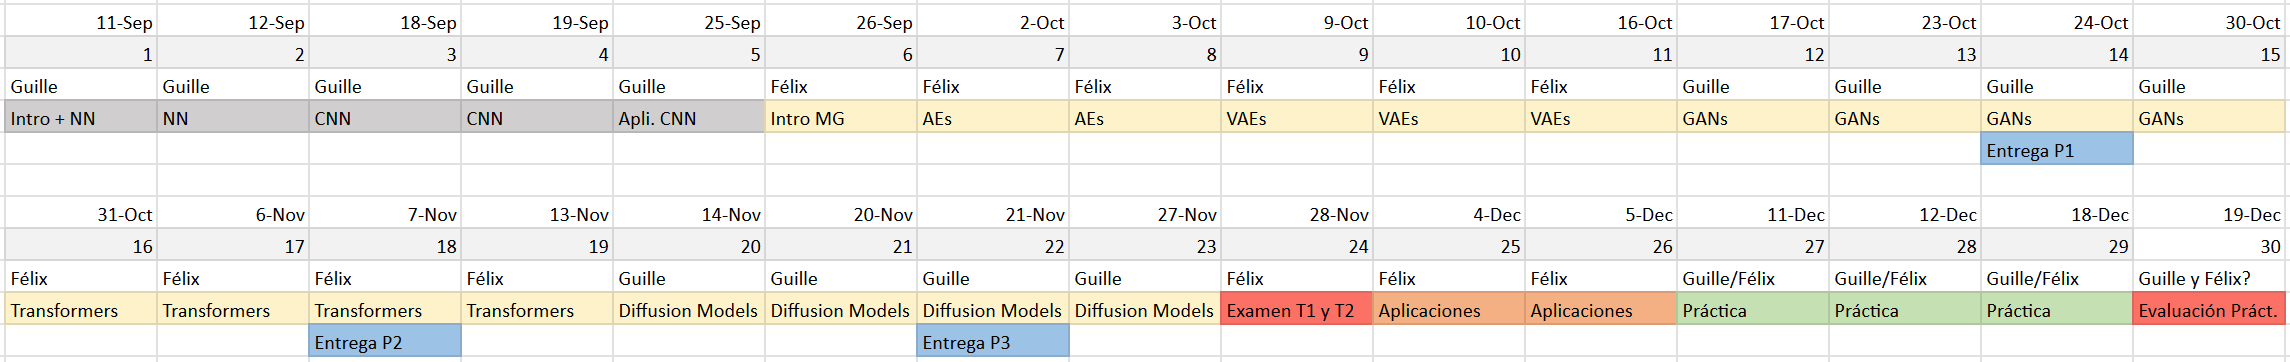 11-Sep 12-Sep 18-Sep 19-Sep 25-Sep 26-Sep 2-Oct 3-Oct 9-Oct 10-Oct 16-Oct 17-Oct 23-Oct 24-Oct 30-Oct
1 2 3 4 5 6 7 8 9 10 11 12 13 14 15
Guille Guille Guille Guille Guille Félix Félix Félix Félix Félix Félix Guille Guille Guille Guille
Intro + NN NN CNN CNN Apli. CNN Intro MG AEs AEs VAEs VAEs VAEs GANs GANs GANs GANs
Entrega P1
31-Oct 6-Nov 7-Nov 13-Nov 14-Nov 20-Nov 21-Nov 27-Nov 28-Nov 4-Dec 5-Dec 11-Dec 12-Dec 18-Dec 19-Dec
16 17 18 19 20 21 22 23 24 25 26 27 28 29 30
Félix Félix Félix Félix Guille Guille Guille Guille Félix Félix Félix Guille/Félix Guille/Félix Guille/Félix Guille y Félix?
Transformers Transformers Transformers Transformers Diffusion Models Diffusion Models Diffusion Models Diffusion Models Examen T1 y T2 Aplicaciones Aplicaciones Práctica Práctica Práctica Evaluación Práct.
Entrega P2 Entrega P3